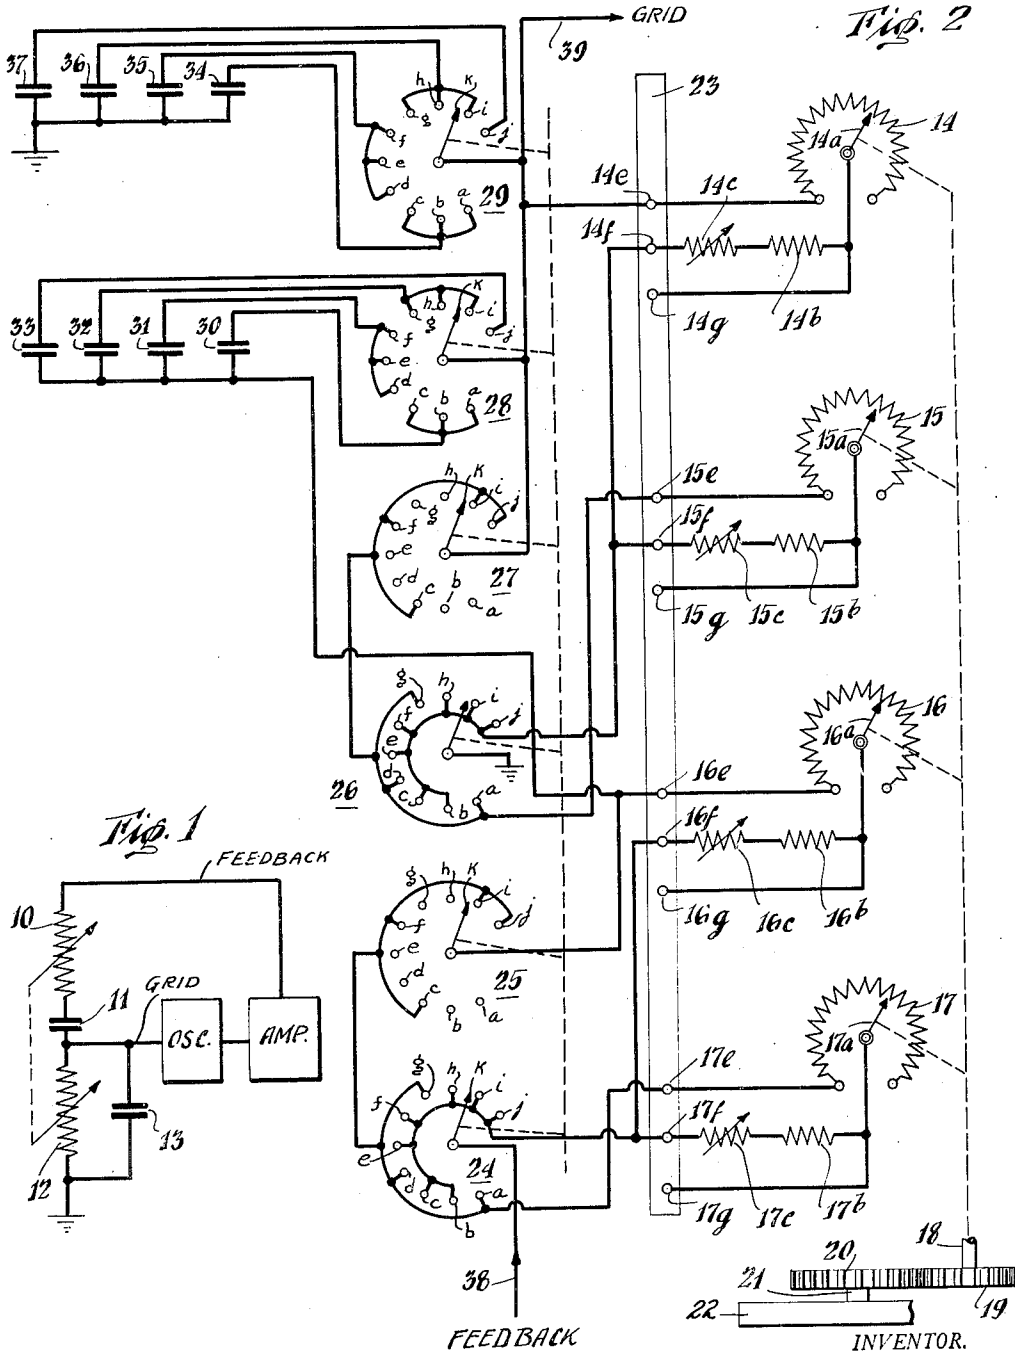 Fig. 2
GRID
39
37
36
35
34
h
k
i
g
j
f
e
d
c
b
a
29
23
14
14a
14e
14c
14f
14g
14b
33
32
31
30
h
k
i
g
j
f
e
d
c
b
a
28
15
15a
15e
15f
15g
15c
15b
h
k
i
g
j
f
e
d
c
b
a
27
16
16a
16e
16f
16g
16c
16b
g
h
i
j
f
e
d
c
b
a
26
Fig. 1
FEEDBACK
10
11
GRID
OSC.
AMP.
12
13
g
h
k
i
j
f
e
d
c
b
a
25
17
17a
17e
17f
17g
17c
17b
g
h
k
i
j
f
e
d
c
b
a
24
38
FEEDBACK
18
20
21
19
22
INVENTOR.